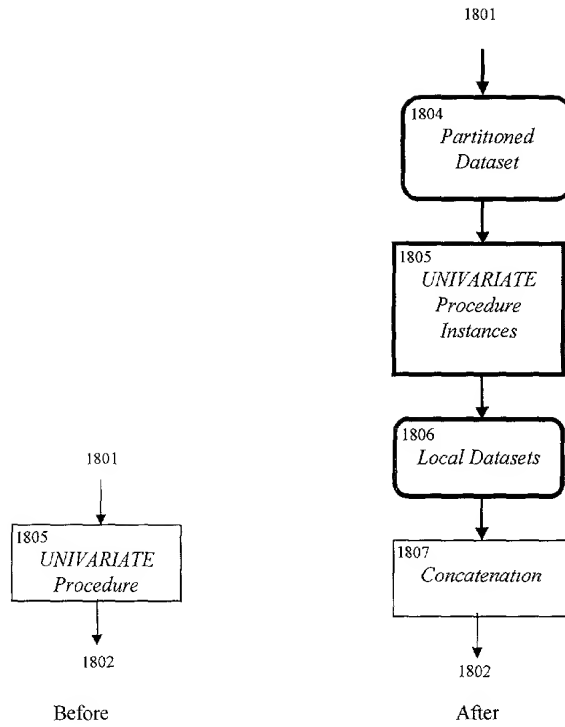 1801
1804
Partitioned
Dataset
1805
UNIVARIATE
Procedure
Instances
1806
Local Datasets
1807
Concatenation
1802
After
1801
1805
UNIVARIATE
Procedure
1802
Before